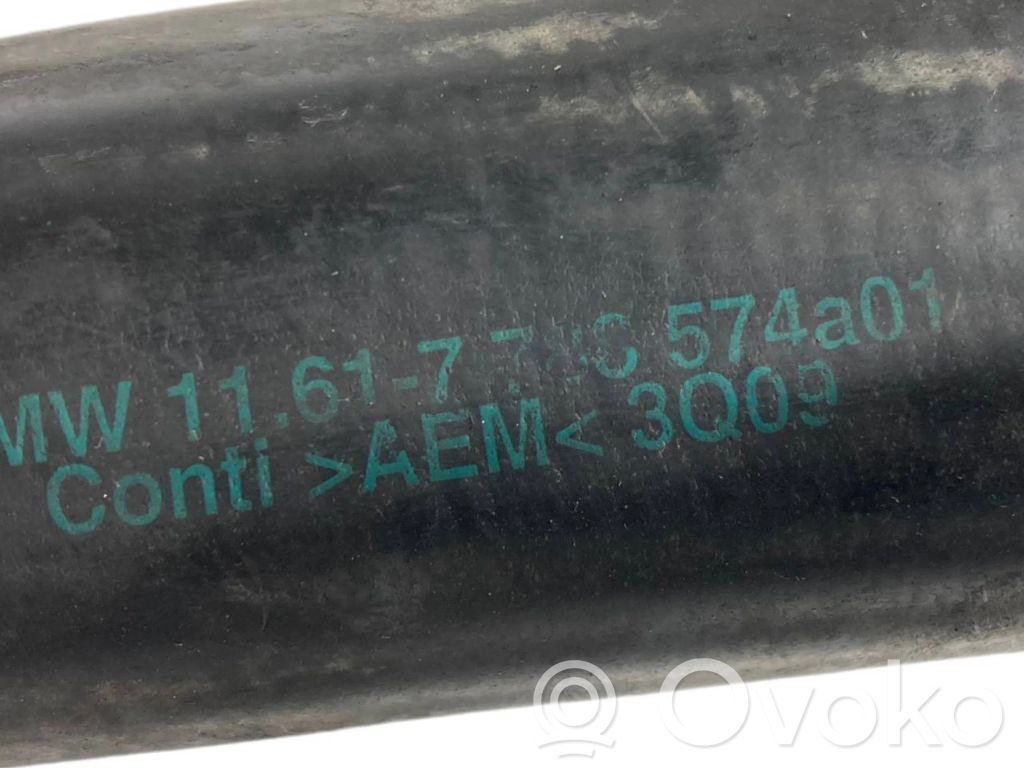 MW 11.61-7 574a01
Conti >AEM< 3Q09
Ovoko